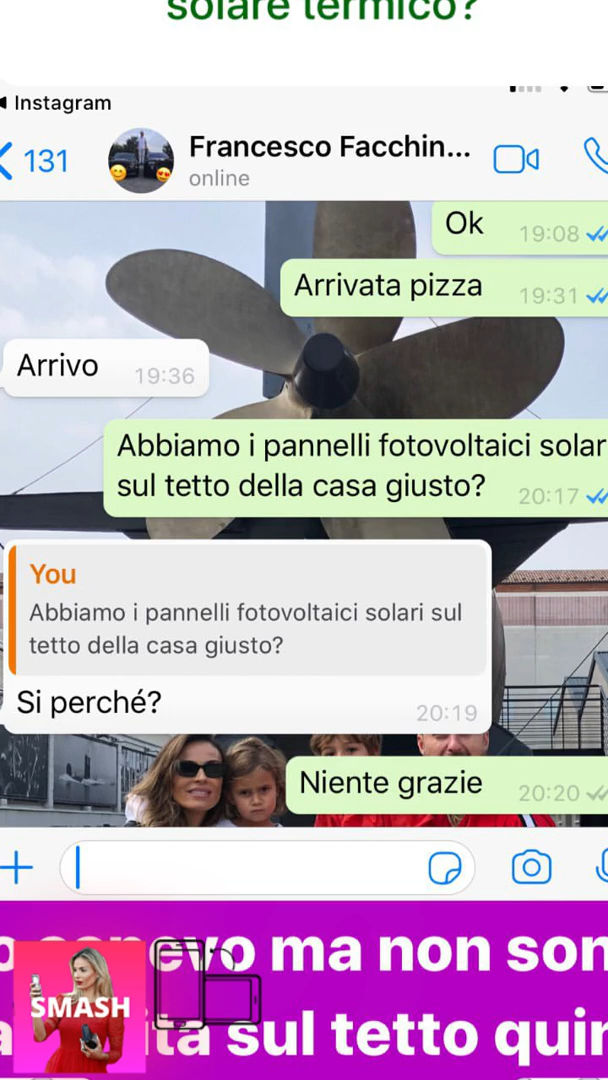 solare termico?
Instagram
131
Francesco Facchin...
online
Ok 19:08
Arrivata pizza 19:31
Arrivo 19:36
Abbiamo i pannelli fotovoltaici solar
sul tetto della casa giusto? 20:17
You
Abbiamo i pannelli fotovoltaici solari sul
tetto della casa giusto?
Si perché? 20:19
Niente grazie 20:20
ma non son
SMASH
sul tetto quin